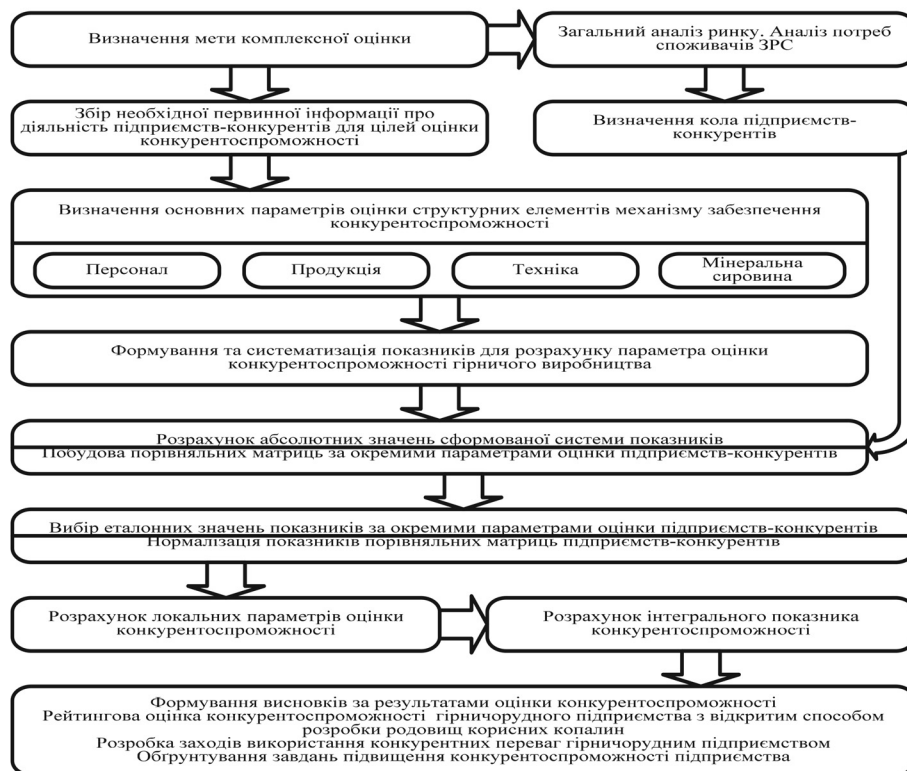 Визначення мети комплексної оцінки
Загальний аналіз ринку. Аналіз потреб
споживачів ЗРС
Збір необхідної первинної інформації про
діяльність підприємств-конкурентів для цілей оцінки
конкурентоспроможності
Визначення кола підприємств-
конкурентів
Визначення основних параметрів оцінки структурних елементів механізму забезпечення
конкурентоспроможності
Персонал
Продукція
Техніка
Мінеральна
сировина
Формування та систематизація показників для розрахунку параметра оцінки
конкурентоспроможності гірничого виробництва
Розрахунок абсолютних значень сформованої системи показників
Побудова порівняльних матриць за окремими параметрами оцінки підприємств-конкурентів
Вибір еталонних значень показників за окремими параметрами оцінки підприємств-конкурентів
Нормалізація показників порівняльних матриць підприємств-конкурентів
Розрахунок локальних параметрів оцінки
конкурентоспроможності
Розрахунок інтегрального показника
конкурентоспроможності
Формування висновків за результатами оцінки конкурентоспроможності
Рейтингова оцінка конкурентоспроможності гірничорудного підприємства з відкритим способом
розробки родовищ корисних копалин
Розробка заходів використання конкурентних переваг гірничорудним підприємством
Обґрунтування завдань підвищення конкурентоспроможності підприємства